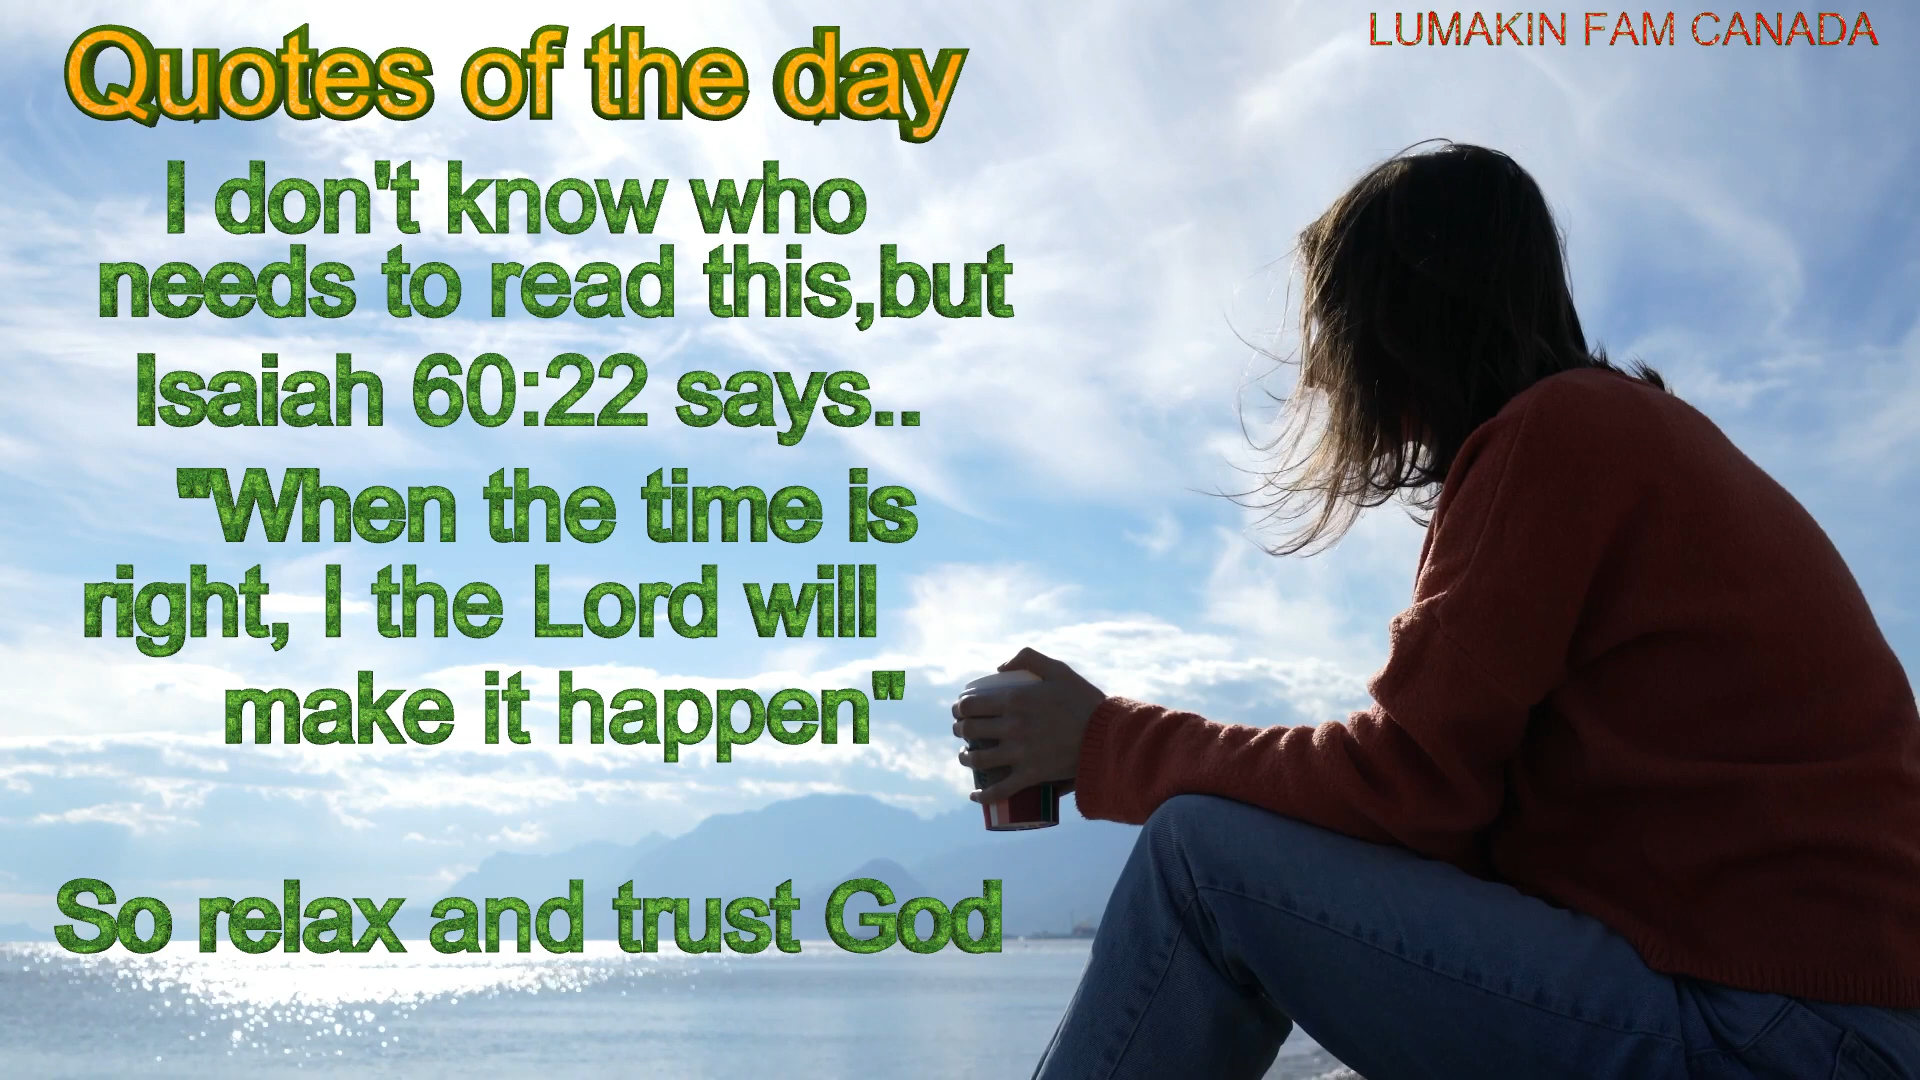 LUMAKIN FAM CANADA
Quotes of the day
I don't know who
needs to read this,but
Isaiah 60:22 says..
"When the time is
right, I the Lord will
make it happen"
So relax and trust God